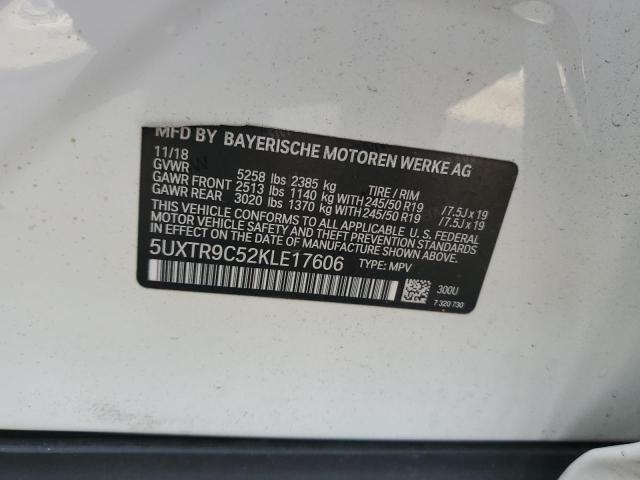 MFD BY BAYERISCHE MOTOREN WERKE AG
11/18
GVWR 5258 lbs 2385 kg TIRE / RIM
GAWR FRONT 2513 lbs 1140 kg WITH 245/50 R19 / 7.5J x 19
GAWR REAR 3020 lbs 1370 kg WITH 245/50 R19 / 7.5J x 19
THIS VEHICLE CONFORMS TO ALL APPLICABLE U.S. FEDERAL
MOTOR VEHICLE SAFETY, BUMPER, AND THEFT PREVENTION STANDARDS
IN EFFECT ON THE DATE OF MANUFACTURE SHOWN ABOVE.
5UXTR9C52KLE17606 TYPE: MPV
300U
7 320 730